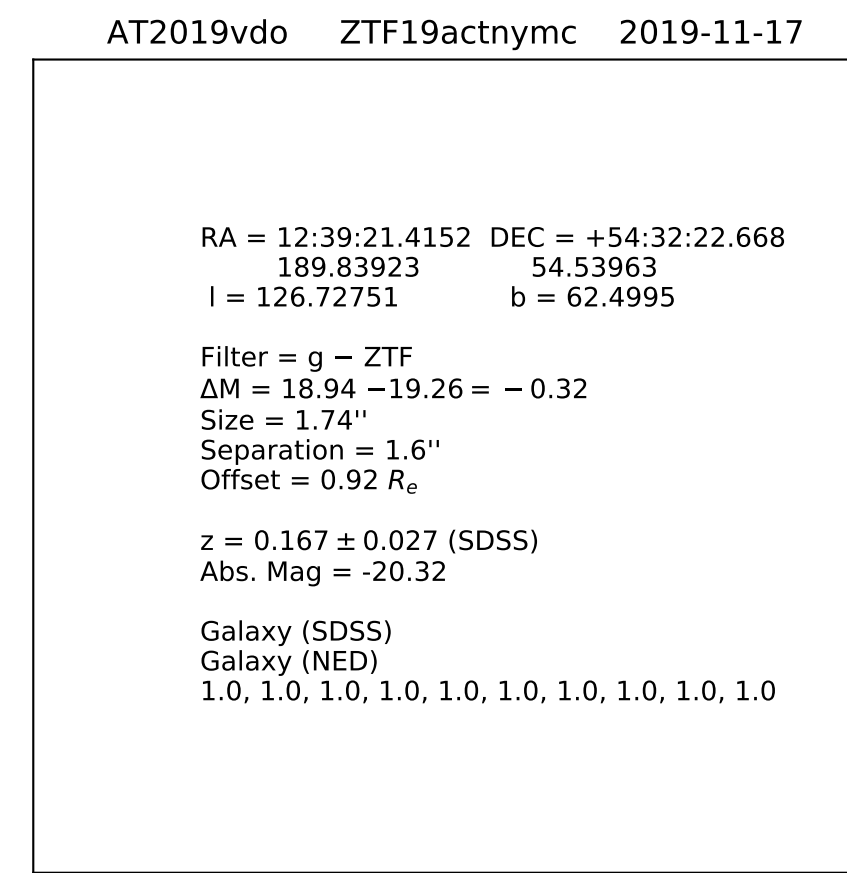 AT2019vdo ZTF19actnymc 2019-11-17
RA = 12:39:21.4152 DEC = +54:32:22.668
189.83923 54.53963
l = 126.72751 b = 62.4995
Filter = g − ZTF
ΔM = 18.94 −19.26 = − 0.32
Size = 1.74''
Separation = 1.6''
Offset = 0.92 Rₑ
z = 0.167 ± 0.027 (SDSS)
Abs. Mag = -20.32
Galaxy (SDSS)
Galaxy (NED)
1.0, 1.0, 1.0, 1.0, 1.0, 1.0, 1.0, 1.0, 1.0, 1.0